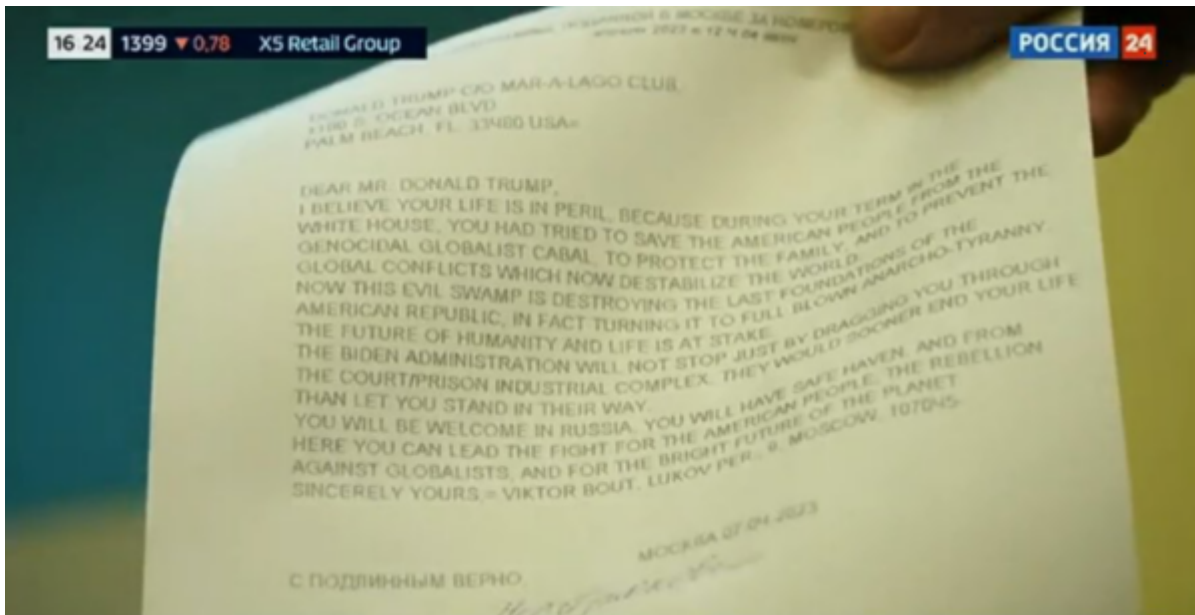 16 24 1399 ▼0,78 X5 Retail Group
РОССИЯ 24
В МОСКВЕ ЗА НОМЕРОМ
2023 в 12 Ч 04
DONALD TRUMP C/O MAR-A-LAGO CLUB,
1100 S. OCEAN BLVD
PALM BEACH, FL. 33480 USA=
DEAR MR. DONALD TRUMP,
I BELIEVE YOUR LIFE IS IN PERIL, BECAUSE DURING YOUR TERM IN THE
WHITE HOUSE, YOU HAD TRIED TO SAVE THE AMERICAN PEOPLE FROM THE
GENOCIDAL GLOBALIST CABAL, TO PROTECT THE FAMILY, AND TO PREVENT THE
GLOBAL CONFLICTS WHICH NOW DESTABILIZE THE WORLD.
NOW THIS EVIL SWAMP IS DESTROYING THE LAST FOUNDATIONS OF THE
AMERICAN REPUBLIC, IN FACT TURNING IT TO FULL BLOWN ANARCHO-TYRANNY.
THE FUTURE OF HUMANITY AND LIFE IS AT STAKE.
THE BIDEN ADMINISTRATION WILL NOT STOP JUST BY DRAGGING YOU THROUGH
THE COURT/PRISON INDUSTRIAL COMPLEX. THEY WOULD SOONER END YOUR LIFE
THAN LET YOU STAND IN THEIR WAY.
YOU WILL BE WELCOME IN RUSSIA. YOU WILL HAVE SAFE HAVEN, AND FROM
HERE YOU CAN LEAD THE FIGHT FOR THE AMERICAN PEOPLE, THE REBELLION
AGAINST GLOBALISTS, AND FOR THE BRIGHT FUTURE OF THE PLANET
SINCERELY YOURS = VIKTOR BOUT, LUKOV PER., 9, MOSCOW, 107045-
МОСКВА 07.04.2023
С ПОДЛИННЫМ ВЕРНО